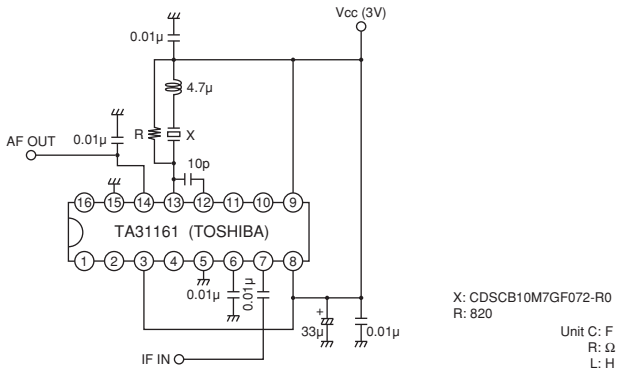 Vcc (3V)
0.01μ
4.7μ
AF OUT
0.01μ
R
X
10p
16 15 14 13 12 11 10 9
TA31161 (TOSHIBA)
1 2 3 4 5 6 7 8
0.01μ
0.01μ
+
33μ
0.01μ
IF IN
X: CDSCB10M7GF072-R0
R: 820
Unit C: F
R: Ω
L: H